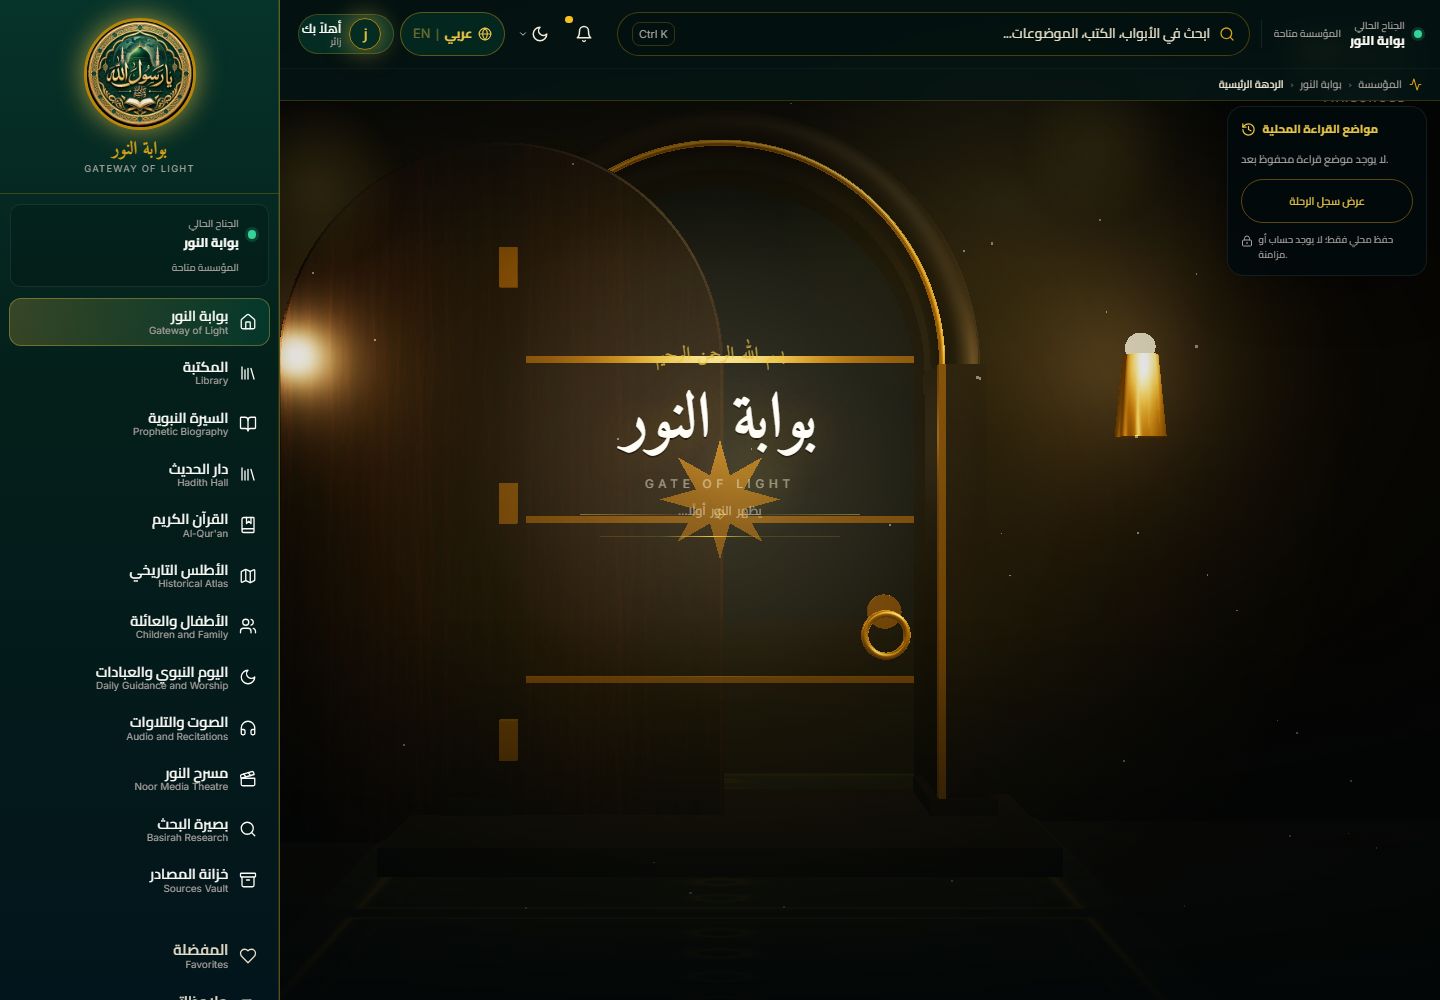 يا رسول الله
بوابة النور
GATEWAY OF LIGHT
الجناح الحالي
بوابة النور
المؤسسة متاحة
بوابة النور
Gateway of Light
المكتبة
Library
السيرة النبوية
Prophetic Biography
دار الحديث
Hadith Hall
القرآن الكريم
Al-Qur'an
الأطلس التاريخي
Historical Atlas
الأطفال والعائلة
Children and Family
اليوم النبوي والعبادات
Daily Guidance and Worship
الصوت والتلاوات
Audio and Recitations
مسرح النور
Noor Media Theatre
بصيرة البحث
Basirah Research
خزانة المصادر
Sources Vault
المفضلة
Favorites
الجناح الحالي
بوابة النور
المؤسسة متاحة
ابحث في الأبواب، الكتب، الموضوعات...
Ctrl K
عربي | EN
أهلاً بك
زائر
ز
المؤسسة ‹ بوابة النور ‹ الردهة الرئيسية
مواضع القراءة المحلية
لا يوجد موضع قراءة محفوظ بعد.
عرض سجل الرحلة
حفظ محلي فقط؛ لا يوجد حساب أو
مزامنة.
بسم الله الرحمن الرحيم
بوابة النور
GATE OF LIGHT
يظهر النور أولًا...